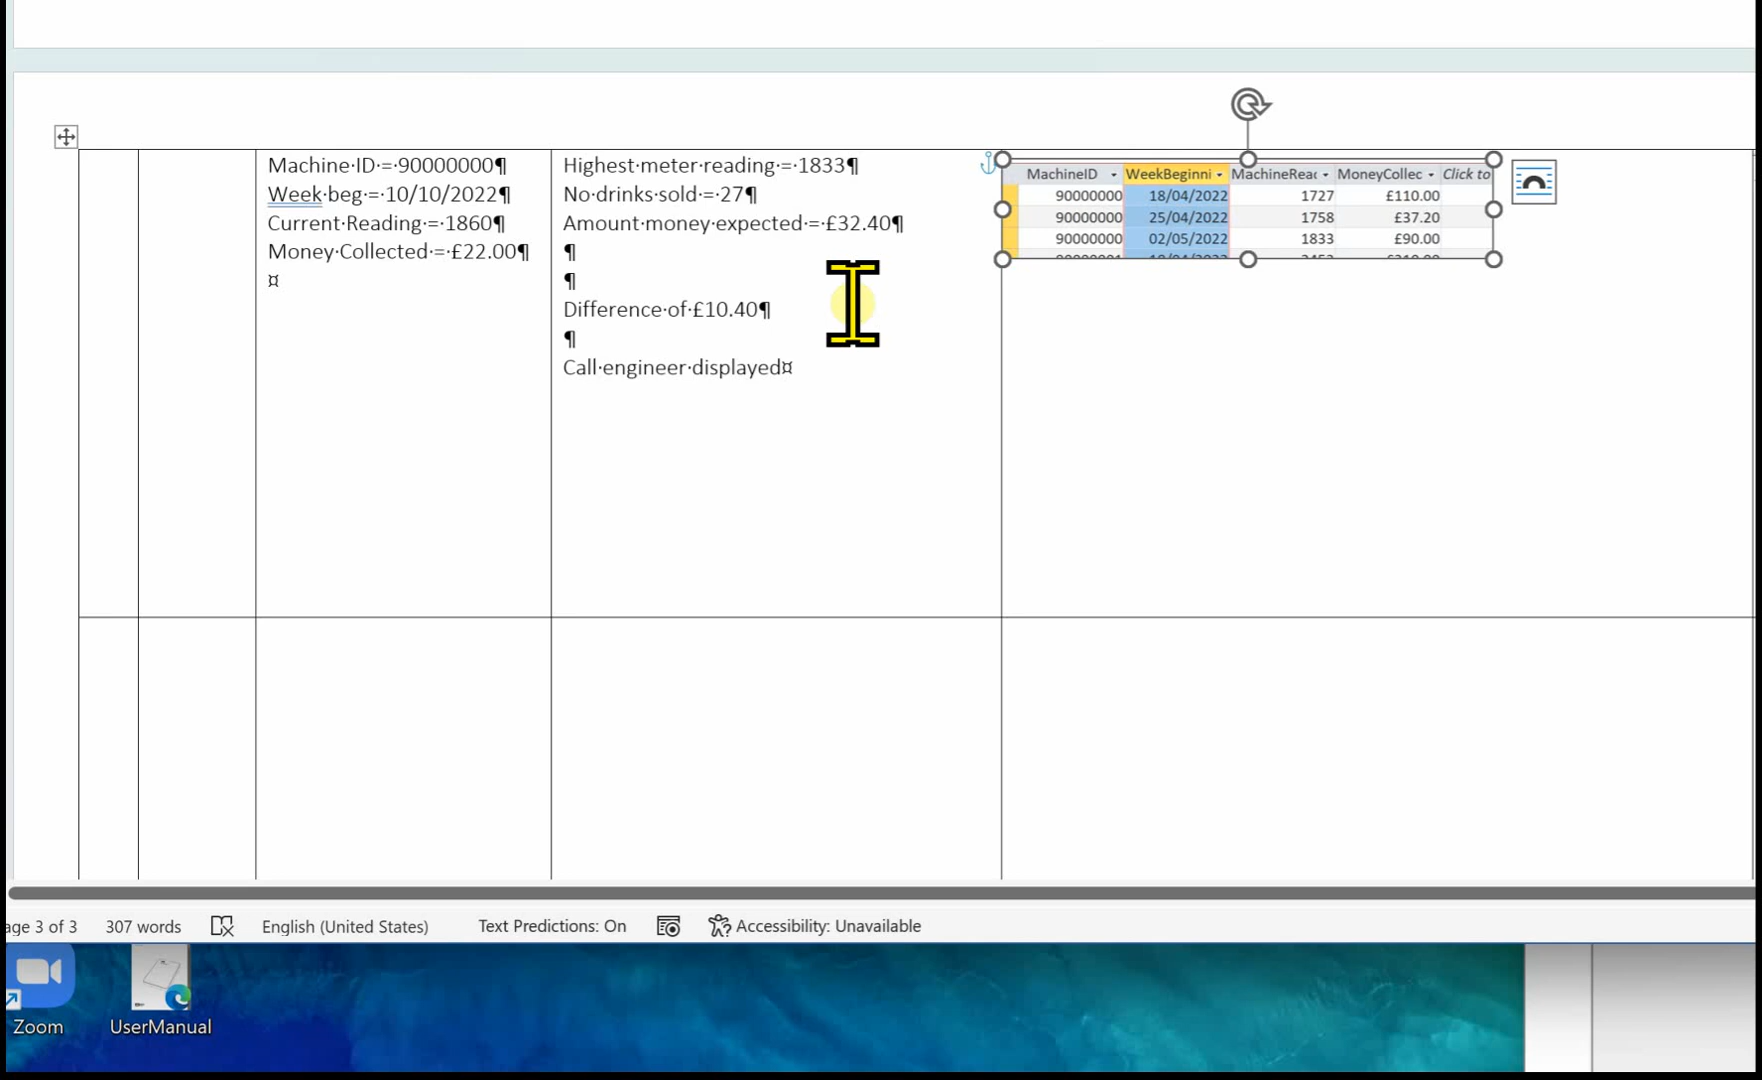 Machine ID = 90000000¶
Week beg = 10/10/2022¶
Current Reading = 1860¶
Money Collected = £22.00¶
¤
Highest meter reading = 1833¶
No drinks sold = 27¶
Amount money expected = £32.40¶
¶
¶
Difference of £10.40¶
¶
Call engineer displayed¤
MachineID WeekBeginni MachineReac MoneyCollec Click to
90000000 18/04/2022 1727 £110.00
90000000 25/04/2022 1758 £37.20
90000000 02/05/2022 1833 £90.00
age 3 of 3 307 words English (United States) Text Predictions: On Accessibility: Unavailable
Zoom UserManual